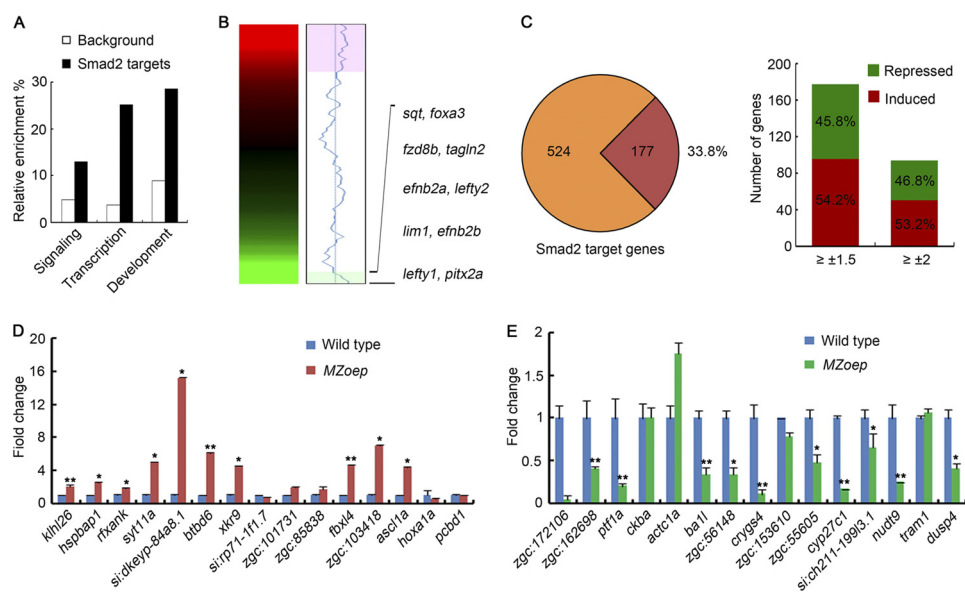 A
Background
Smad2 targets
Relative enrichment %
30
20
10
0
Signaling
Transcription
Development
B
sqt, foxa3
fzd8b, tagln2
efnb2a, lefty2
lim1, efnb2b
lefty1, pitx2a
C
524
177
33.8%
Smad2 target genes
Repressed
Induced
Number of genes
200
160
120
80
40
0
45.8%
54.2%
46.8%
53.2%
≥ ±1.5
≥ ±2
D
Wild type
MZoep
Fiold change
20
16
12
8
4
0
**
*
*
*
*
**
*
**
*
*
klhl26
hspbap1
rfxank
syt11a
si:dkeyp-84a8.1
btbd6
xkr9
si:rp71-1f1.7
zgc:101731
zgc:85838
fbxl4
zgc:103418
ascl1a
hoxa1a
pcbd1
E
Wild type
MZoep
Fold change
2
1.5
1
0.5
0
**
**
**
*
**
*
**
*
**
*
zgc:172106
zgc:162698
ptf1a
ckba
actc1a
ba1l
zgc:56148
crygs4
zgc:153610
zgc:55605
cyp27c1
si:ch211-199l3.1
nudt9
tram1
dusp4